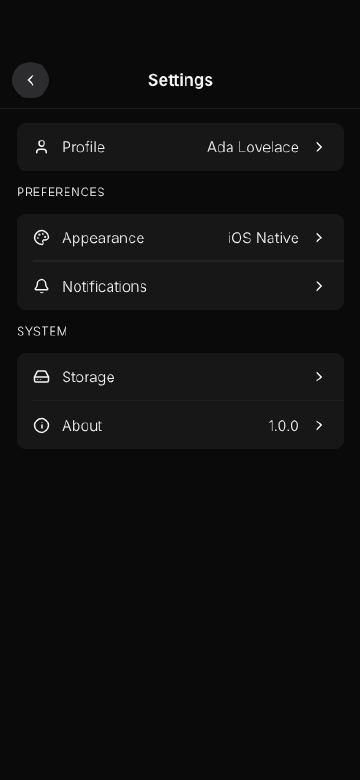 Settings
Profile Ada Lovelace
PREFERENCES
Appearance iOS Native
Notifications
SYSTEM
Storage
About 1.0.0